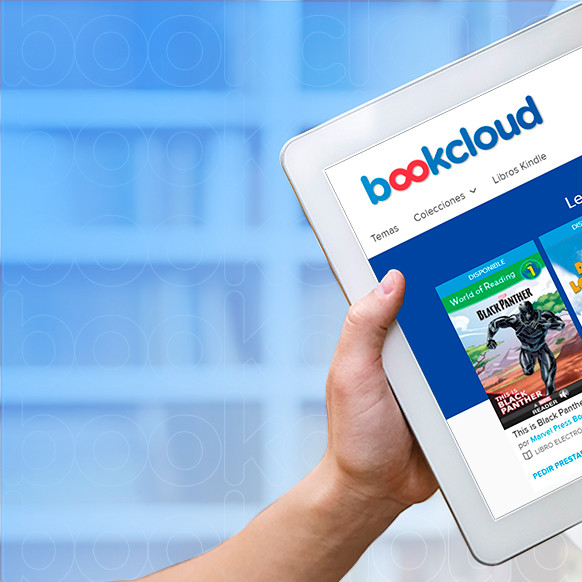 bookcloud
Temas
Colecciones
Libros Kindle
Le
DISPONIBLE
World of Reading
1
BLACK PANTHER
THIS IS
BLACK
PANTHER
A MARVEL
READER
This is Black Panthe
por Marvel Press Bo
LIBRO ELECTRO
PEDIR PRESTA